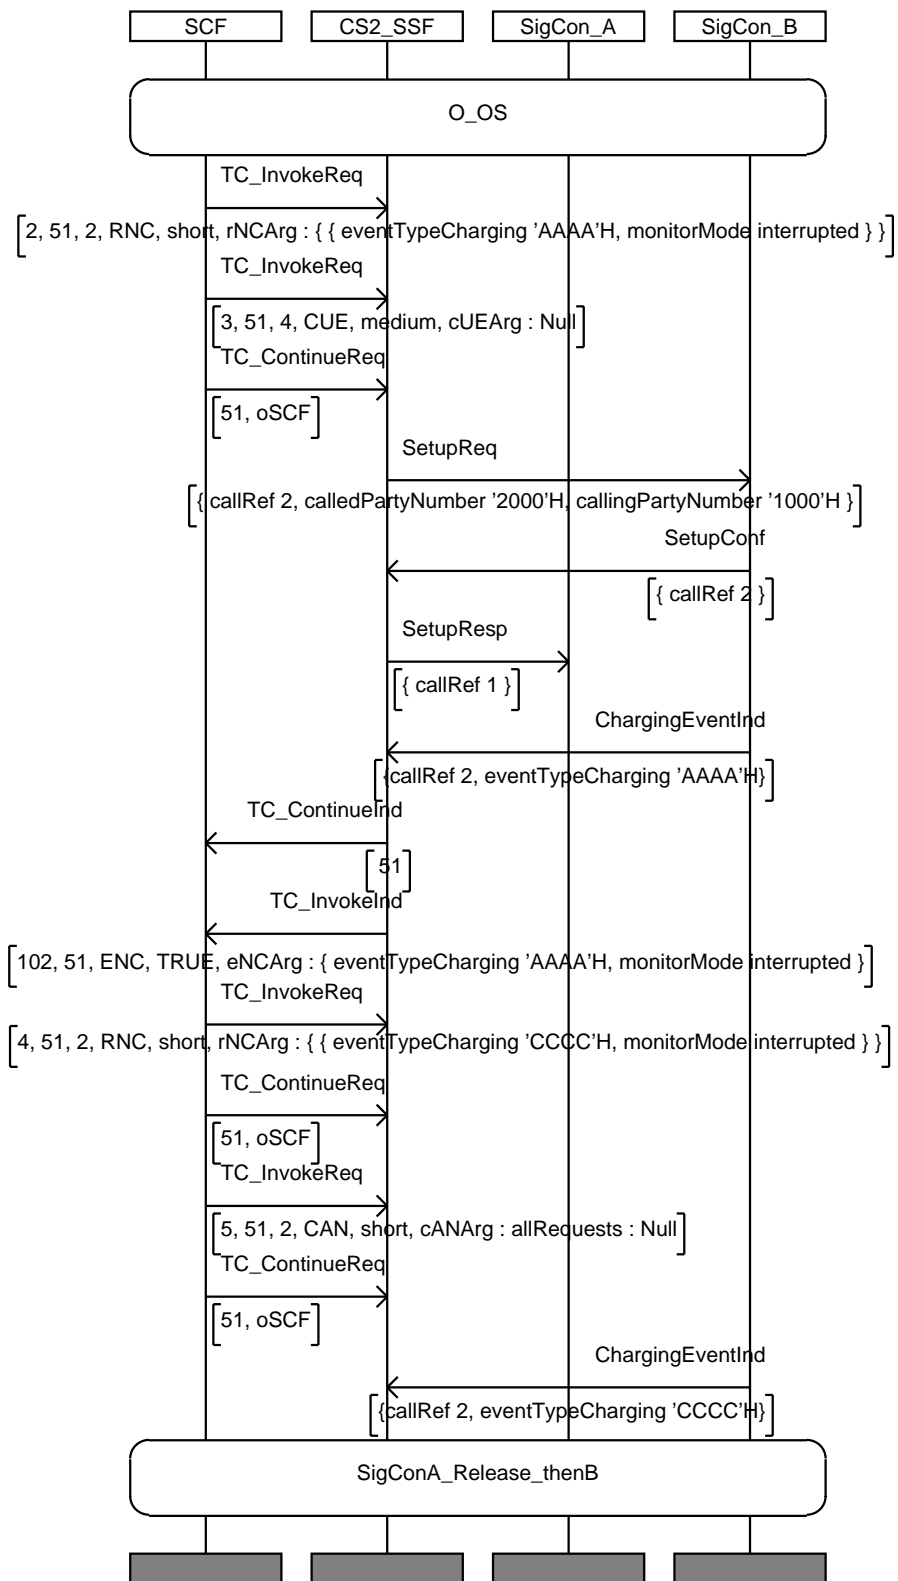 SCF CS2_SSF SigCon_A SigCon_B
O_OS
TC_InvokeReq
2, 51, 2, RNC, short, rNCArg : { { eventTypeCharging 'AAAA'H, monitorMode interrupted } }
TC_InvokeReq
3, 51, 4, CUE, medium, cUEArg : Null
TC_ContinueReq
51, oSCF
SetupReq
{ callRef 2, calledPartyNumber '2000'H, callingPartyNumber '1000'H }
SetupConf
{ callRef 2 }
SetupResp
{ callRef 1 }
ChargingEventInd
{callRef 2, eventTypeCharging 'AAAA'H}
TC_ContinueInd
51
TC_InvokeInd
102, 51, ENC, TRUE, eNCArg : { eventTypeCharging 'AAAA'H, monitorMode interrupted }
TC_InvokeReq
4, 51, 2, RNC, short, rNCArg : { { eventTypeCharging 'CCCC'H, monitorMode interrupted } }
TC_ContinueReq
51, oSCF
TC_InvokeReq
5, 51, 2, CAN, short, cANArg : allRequests : Null
TC_ContinueReq
51, oSCF
ChargingEventInd
{callRef 2, eventTypeCharging 'CCCC'H}
SigConA_Release_thenB